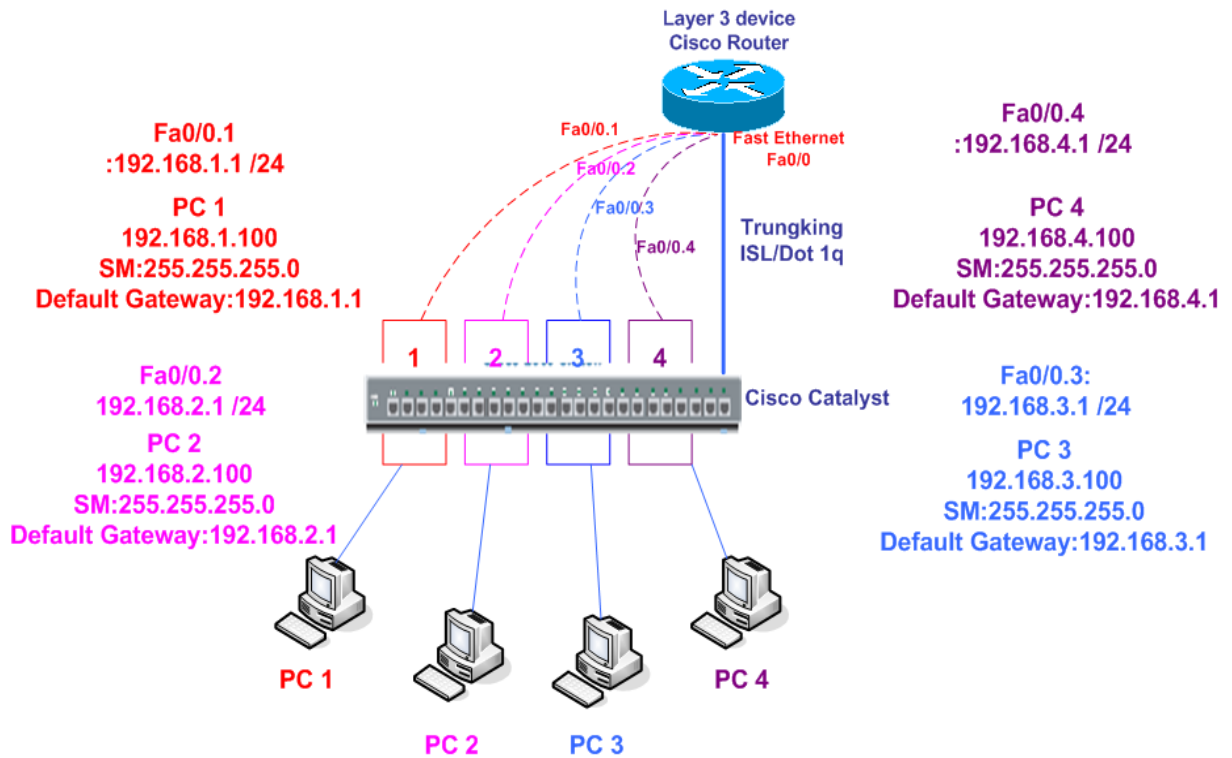 Layer 3 device
Cisco Router
Fa0/0.1
:192.168.1.1 /24
PC 1
192.168.1.100
SM:255.255.255.0
Default Gateway:192.168.1.1
Fa0/0.2
192.168.2.1 /24
PC 2
192.168.2.100
SM:255.255.255.0
Default Gateway:192.168.2.1
Fa0/0.1
Fa0/0.2
Fa0/0.3
Fa0/0.4
Fast Ethernet
Fa0/0
Trungking
ISL/Dot 1q
1
2
3
4
Cisco Catalyst
Fa0/0.4
:192.168.4.1 /24
PC 4
192.168.4.100
SM:255.255.255.0
Default Gateway:192.168.4.1
Fa0/0.3:
192.168.3.1 /24
PC 3
192.168.3.100
SM:255.255.255.0
Default Gateway:192.168.3.1
PC 1
PC 2
PC 3
PC 4